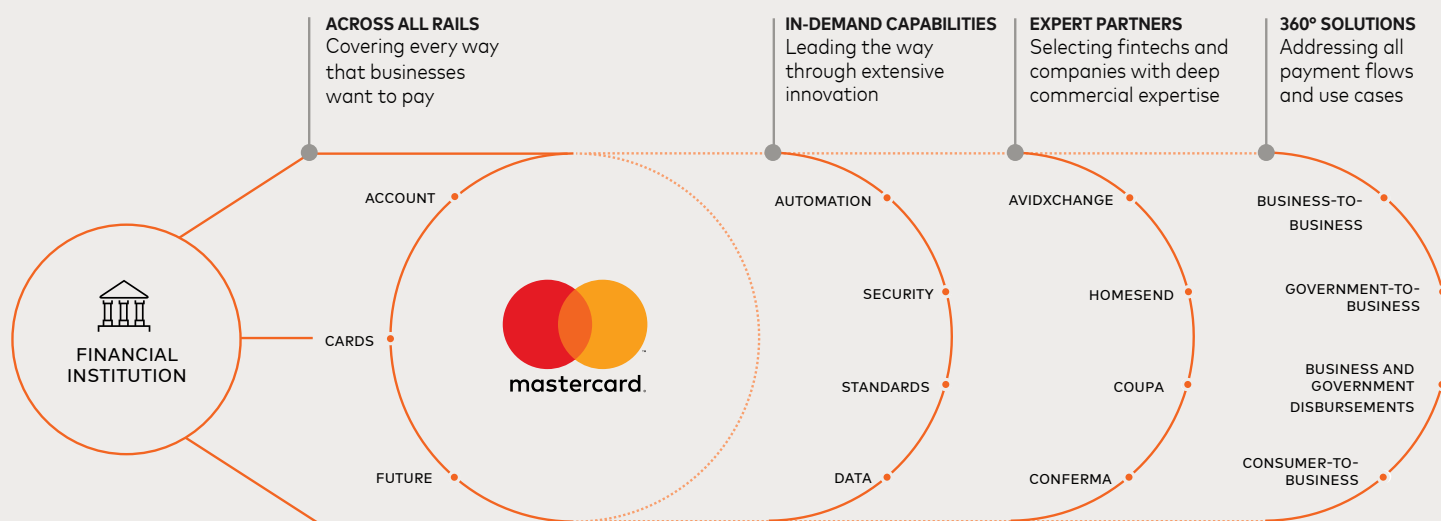 ACROSS ALL RAILS
Covering every way
that businesses
want to pay
IN-DEMAND CAPABILITIES
Leading the way
through extensive
innovation
EXPERT PARTNERS
Selecting fintechs and
companies with deep
commercial expertise
360º SOLUTIONS
Addressing all
payment flows
and use cases
FINANCIAL
INSTITUTION
ACCOUNT
CARDS
FUTURE
mastercard.
AUTOMATION
SECURITY
STANDARDS
DATA
AVIDXCHANGE
HOMESEND
COUPA
CONFERMA
BUSINESS-TO-
BUSINESS
GOVERNMENT-TO-
BUSINESS
BUSINESS AND
GOVERNMENT
DISBURSEMENTS
CONSUMER-TO-
BUSINESS